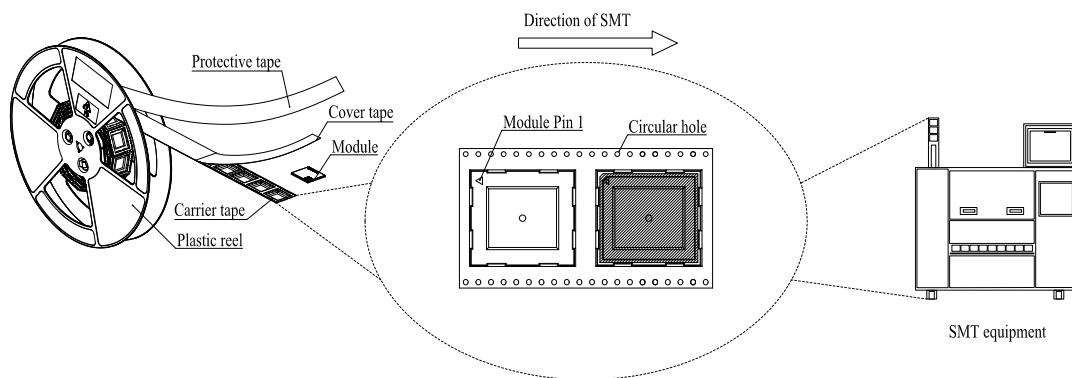 Direction of SMT
Protective tape
Cover tape
Module
Module Pin 1
Circular hole
Carrier tape
Plastic reel
SMT equipment